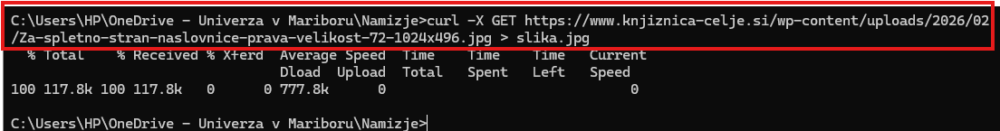 C:\Users\HP\OneDrive - Univerza v Mariboru\Namizje>curl -X GET https://www.knjiznica-celje.si/wp-content/uploads/2026/02
/Za-spletno-stran-naslovnice-prava-velikost-72-1024x496.jpg > slika.jpg
% Total % Received % Xferd Average Speed Time Time Time Current
Dload Upload Total Spent Left Speed
100 117.8k 100 117.8k 0 0 777.8k 0 0
C:\Users\HP\OneDrive - Univerza v Mariboru\Namizje>